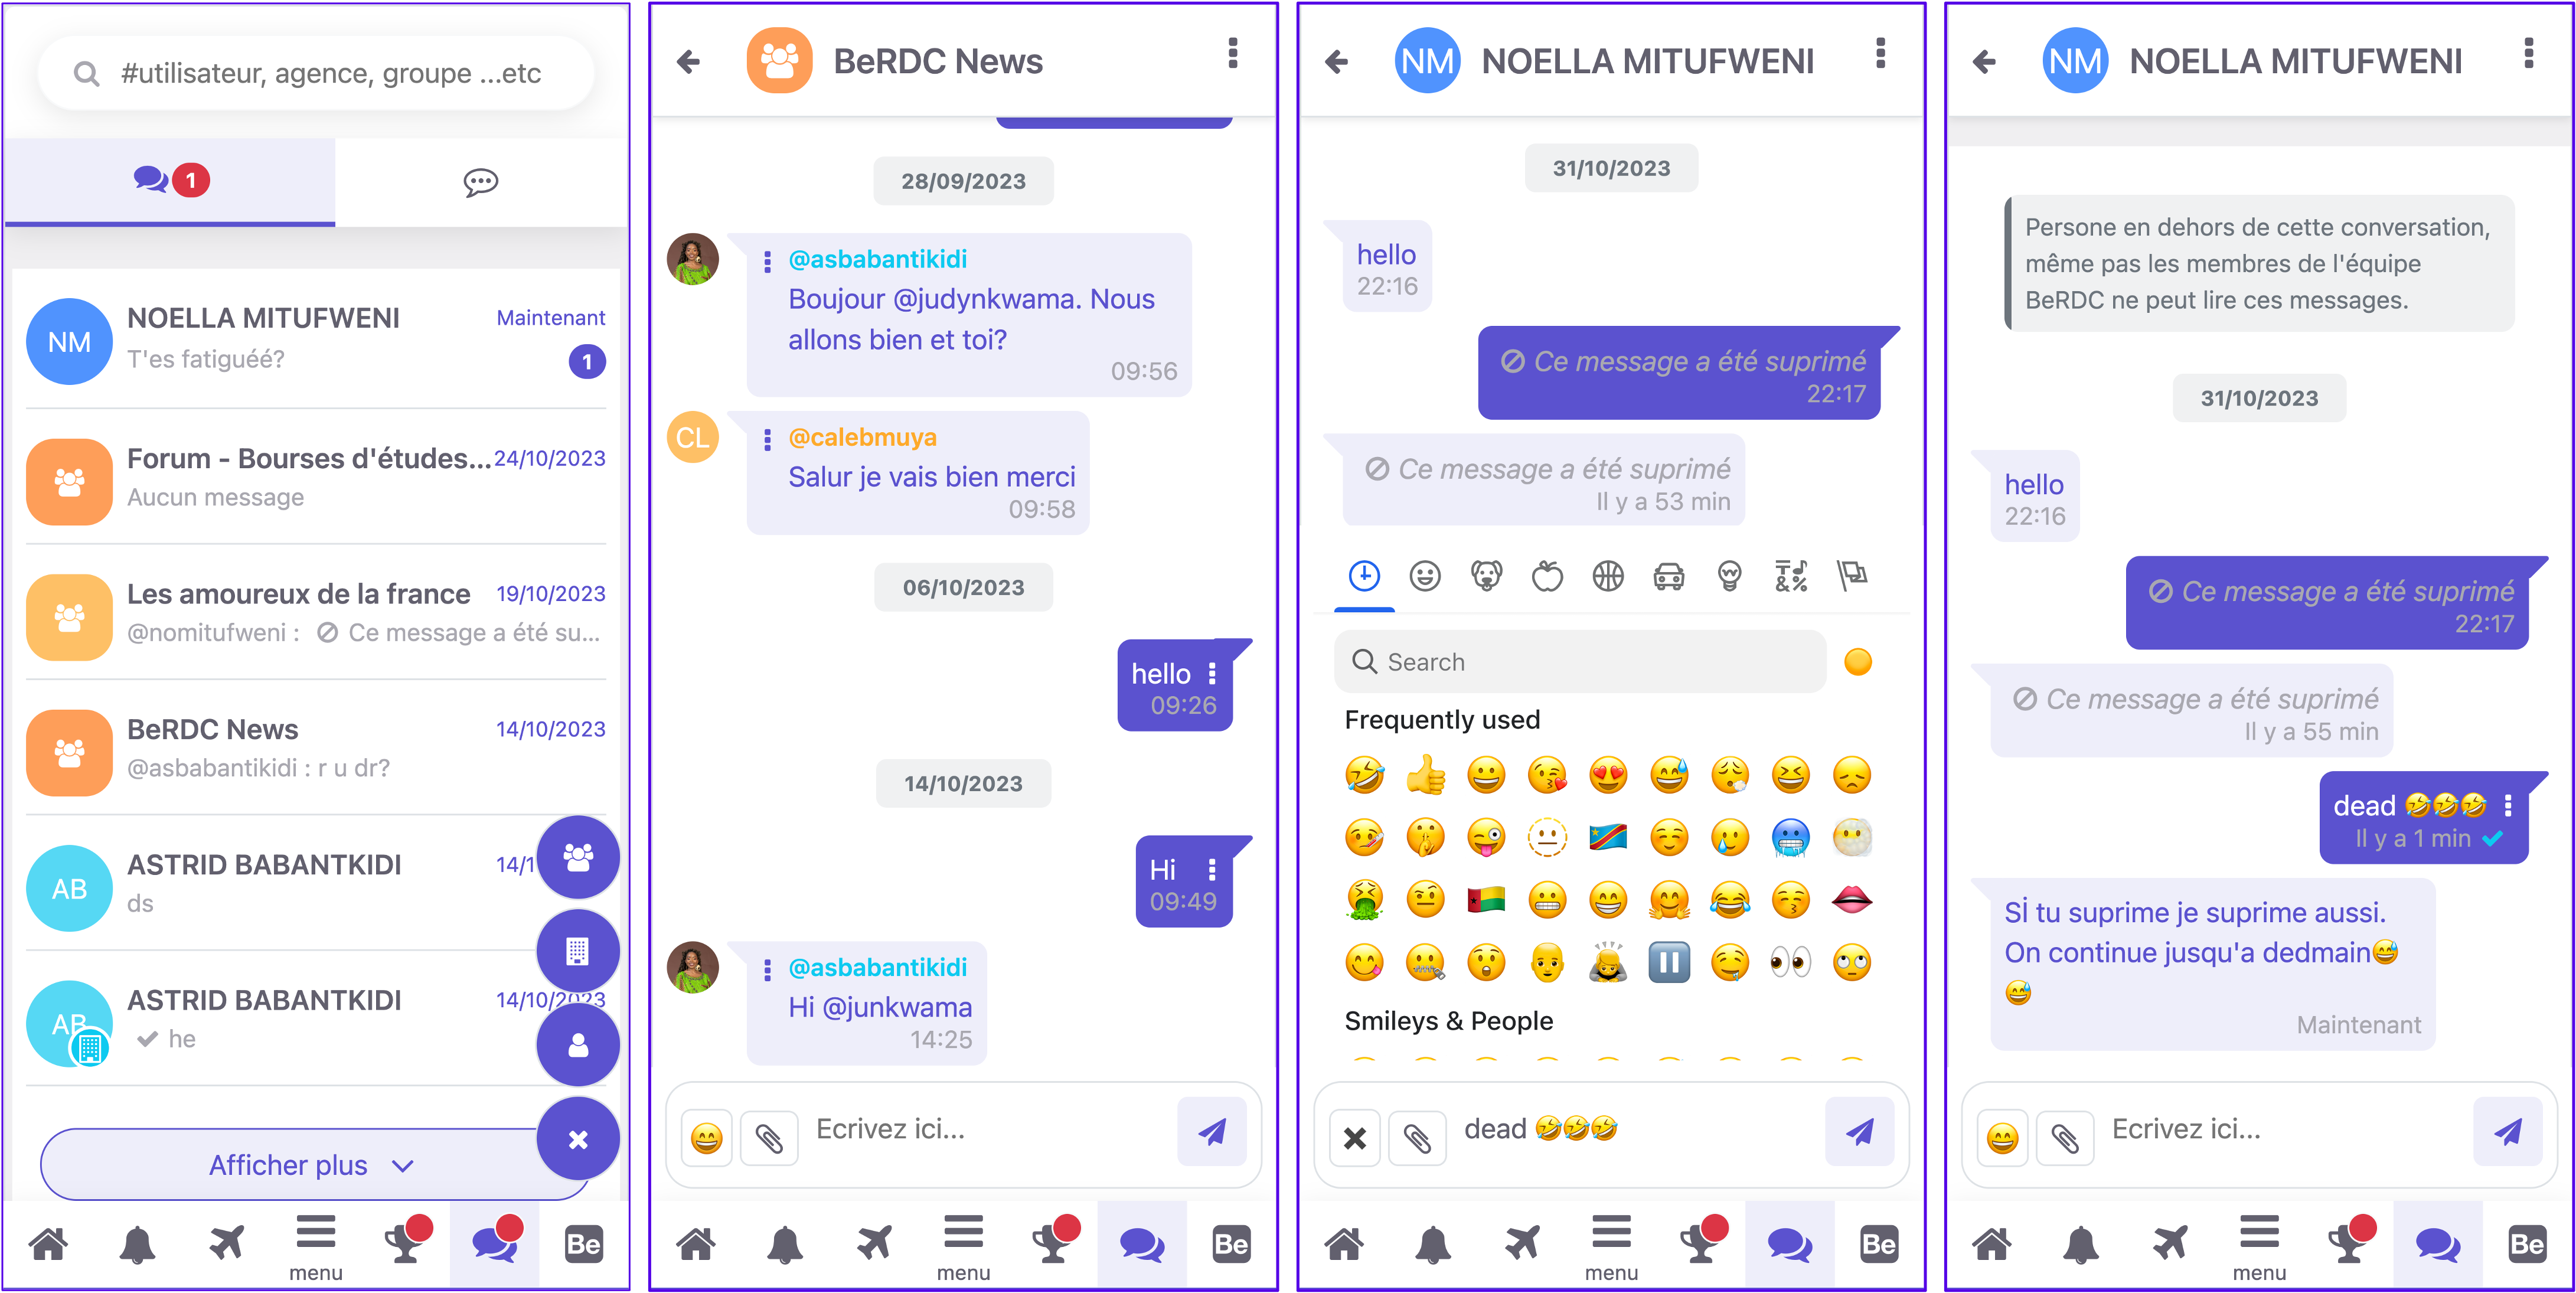 #utilisateur, agence, groupe ...etc
1
NM
NOELLA MITUFWENI
Maintenant
T'es fatiguéé?
1
Forum - Bourses d'études...
24/10/2023
Aucun message
Les amoureux de la france
19/10/2023
@nomitufweni : Ce message a été su...
BeRDC News
14/10/2023
@asbabantikidi : r u dr?
AB
ASTRID BABANTKIDI
14/1
ds
AB
ASTRID BABANTKIDI
14/10/2023
he
Afficher plus
menu
Be
BeRDC News
28/09/2023
@asbabantikidi
Boujour @judynkwama. Nous
allons bien et toi?
09:56
CL
@calebmuya
Salur je vais bien merci
09:58
06/10/2023
hello
09:26
14/10/2023
Hi
09:49
@asbabantikidi
Hi @junkwama
14:25
Ecrivez ici...
menu
Be
NM
NOELLA MITUFWENI
31/10/2023
hello
22:16
Ce message a été suprimé
22:17
Ce message a été suprimé
Il y a 53 min
Search
Frequently used
Smileys & People
dead 🤣🤣🤣
menu
Be
NM
NOELLA MITUFWENI
Persone en dehors de cette conversation,
même pas les membres de l'équipe
BeRDC ne peut lire ces messages.
31/10/2023
hello
22:16
Ce message a été suprimé
22:17
Ce message a été suprimé
Il y a 55 min
dead 🤣🤣🤣
Il y a 1 min
Sİ tu suprime je suprime aussi.
On continue jusqu'a dedmain😅
😅
Maintenant
Ecrivez ici...
menu
Be